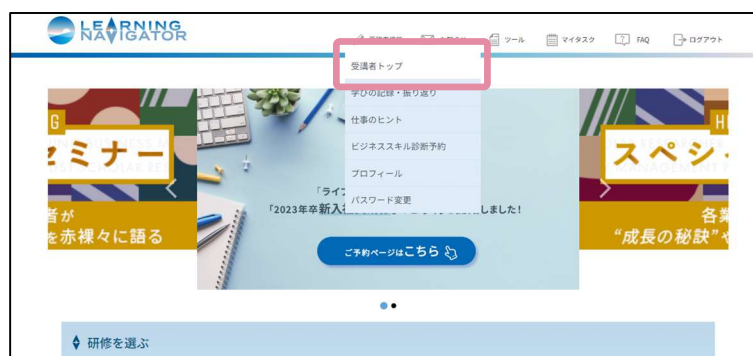 LEARNING
NAVIGATOR
ツール
マイタスク
FAQ
ログアウト
受講者トップ
学びの記録・振り返り
仕事のヒント
ビジネススキル診断予約
プロフィール
パスワード変更
G
セミナー
者が
を赤裸々に語る
「ライフ
「2023年卒新入社
しました!
ご予約ページはこちら
スペシ
各業
“成長の秘訣”や
研修を選ぶ